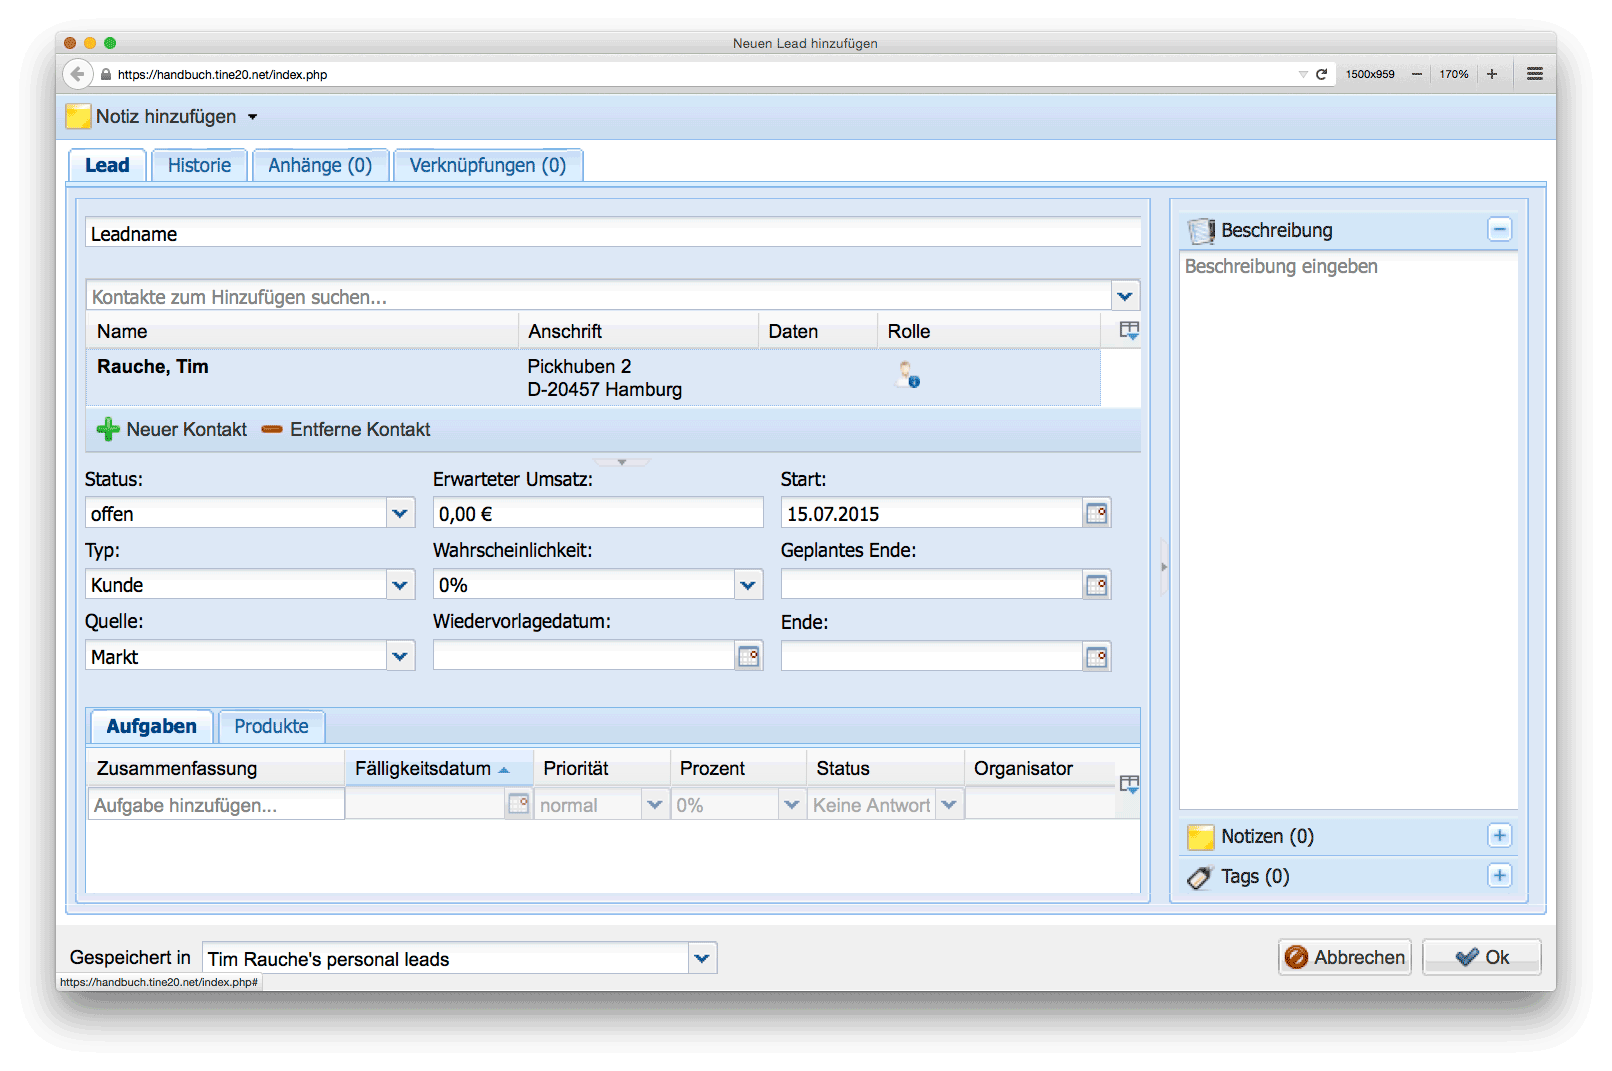 Neuen Lead hinzufügen
https://handbuch.tine20.net/index.php
1500x959
170%
Notiz hinzufügen
Lead Historie Anhänge (0) Verknüpfungen (0)
Leadname
Kontakte zum Hinzufügen suchen...
Name Anschrift Daten Rolle
Rauche, Tim Pickhuben 2
D-20457 Hamburg
Neuer Kontakt Entferne Kontakt
Status: Erwarteter Umsatz: Start:
offen 0,00 € 15.07.2015
Typ: Wahrscheinlichkeit: Geplantes Ende:
Kunde 0%
Quelle: Wiedervorlagedatum: Ende:
Markt
Aufgaben Produkte
Zusammenfassung Fälligkeitsdatum Priorität Prozent Status Organisator
Aufgabe hinzufügen... normal 0% Keine Antwort
Beschreibung
Beschreibung eingeben
Notizen (0)
Tags (0)
Gespeichert in Tim Rauche's personal leads
Abbrechen Ok
https://handbuch.tine20.net/index.php#